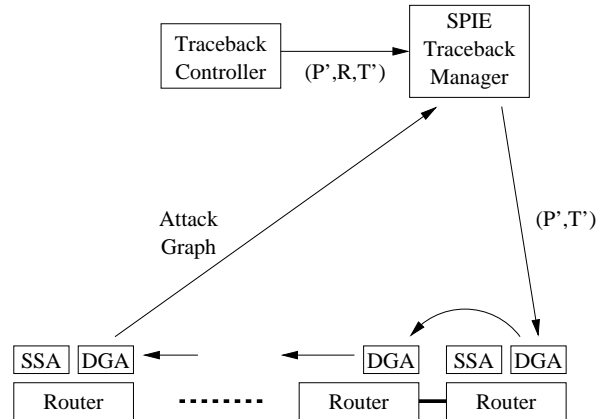 SPIE
Traceback
Manager
Traceback
Controller
(P',R,T')
Attack
Graph
(P',T')
SSA DGA DGA SSA DGA
Router Router Router